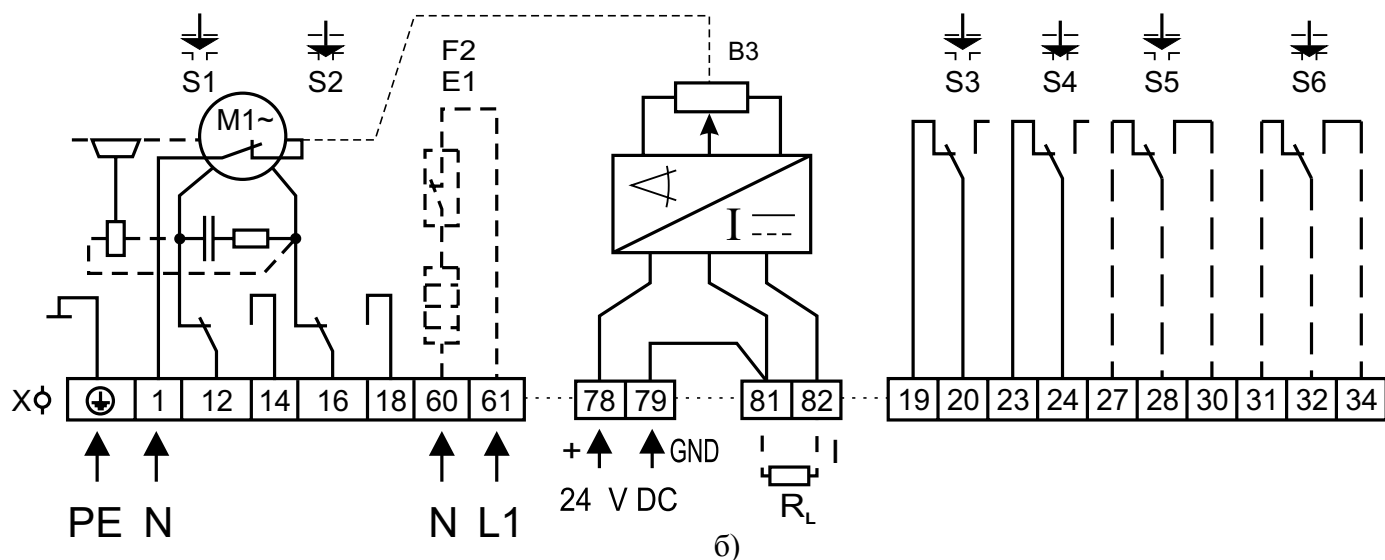 F2 B3
S1 S2 E1 S3 S4 S5 S6
M1~
I
X 1 12 14 16 18 60 61 78 79 81 82 19 20 23 24 27 28 30 31 32 34
+ GND I
PE N N L1 24 V DC RL
б)